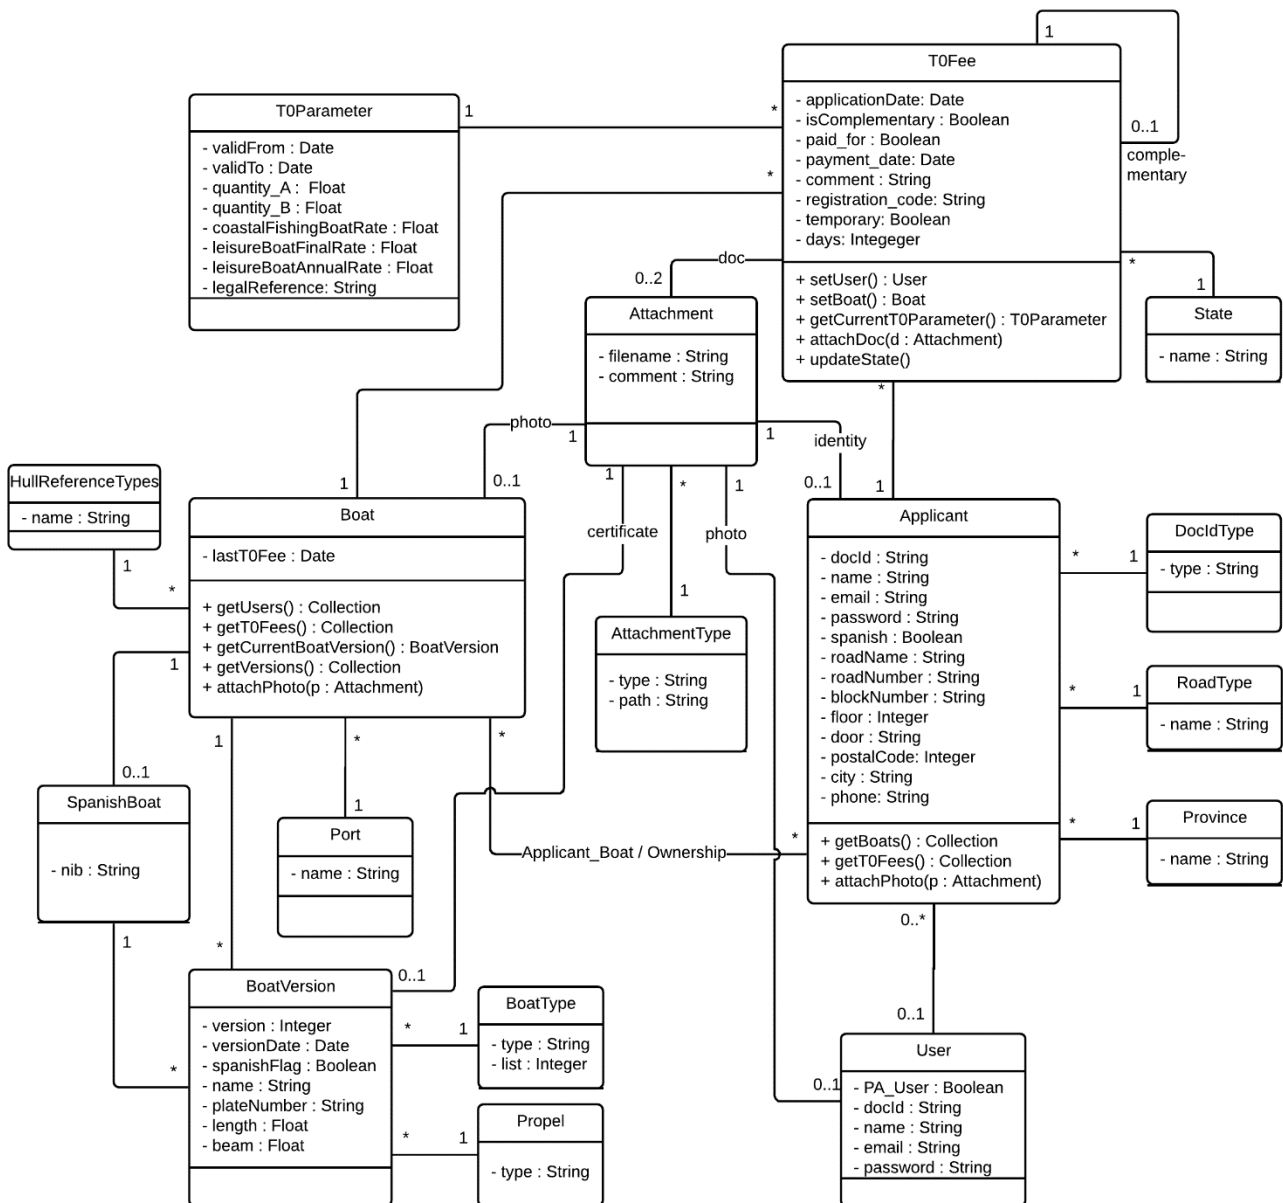 1
T0Fee
- applicationDate: Date
- isComplementary : Boolean
- paid_for : Boolean
- payment_date: Date
- comment : String
- registration_code: String
- temporary: Boolean
- days: Integeger
+ setUser() : User
+ setBoat() : Boat
+ getCurrentT0Parameter() : T0Parameter
+ attachDoc(d : Attachment)
+ updateState()
0..1
comple-
mentary
T0Parameter
- validFrom : Date
- validTo : Date
- quantity_A : Float
- quantity_B : Float
- coastalFishingBoatRate : Float
- leisureBoatFinalRate : Float
- leisureBoatAnnualRate : Float
- legalReference: String
1
*
*
doc
0..2
*
1
State
- name : String
Attachment
- filename : String
- comment : String
photo
1
0..1
1
identity
0..1
*
1
1
certificate
*
1
1
photo
1
HullReferenceTypes
- name : String
1
*
Boat
- lastT0Fee : Date
+ getUsers() : Collection
+ getT0Fees() : Collection
+ getCurrentBoatVersion() : BoatVersion
+ getVersions() : Collection
+ attachPhoto(p : Attachment)
AttachmentType
- type : String
- path : String
Applicant
- docId : String
- name : String
- email : String
- password : String
- spanish : Boolean
- roadName : String
- roadNumber : String
- blockNumber : String
- floor : Integer
- door : String
- postalCode: Integer
- city : String
- phone: String
+ getBoats() : Collection
+ getT0Fees() : Collection
+ attachPhoto(p : Attachment)
*
1
DocIdType
- type : String
*
1
RoadType
- name : String
*
1
Province
- name : String
1
0..1
SpanishBoat
- nib : String
1
*
1
*
*
1
Port
- name : String
*
Applicant_Boat / Ownership
*
0..1
BoatVersion
- version : Integer
- versionDate : Date
- spanishFlag : Boolean
- name : String
- plateNumber : String
- length : Float
- beam : Float
*
1
BoatType
- type : String
- list : Integer
*
1
Propel
- type : String
0..*
0..1
0..1
User
- PA_User : Boolean
- docId : String
- name : String
- email : String
- password : String